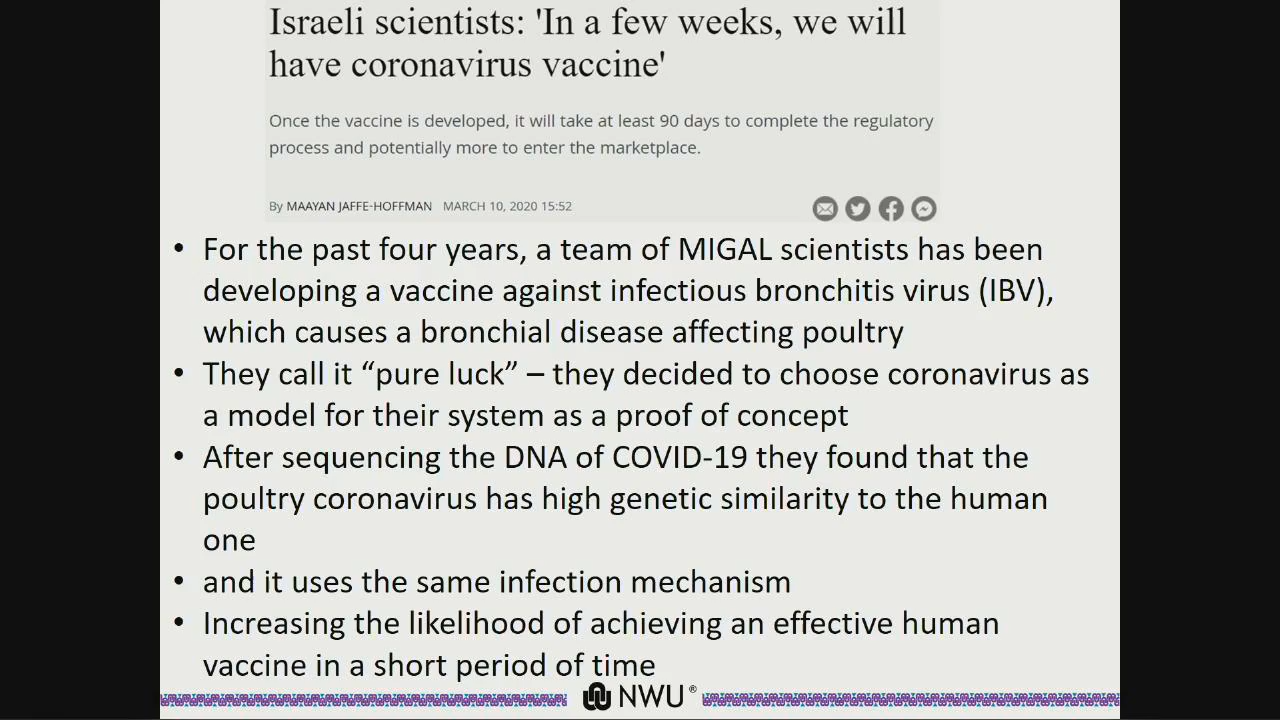 Israeli scientists: 'In a few weeks, we will
have coronavirus vaccine'
Once the vaccine is developed, it will take at least 90 days to complete the regulatory
process and potentially more to enter the marketplace.
By MAAYAN JAFFE-HOFFMAN MARCH 10, 2020 15:52
• For the past four years, a team of MIGAL scientists has been
developing a vaccine against infectious bronchitis virus (IBV),
which causes a bronchial disease affecting poultry
• They call it “pure luck” – they decided to choose coronavirus as
a model for their system as a proof of concept
• After sequencing the DNA of COVID-19 they found that the
poultry coronavirus has high genetic similarity to the human
one
• and it uses the same infection mechanism
• Increasing the likelihood of achieving an effective human
vaccine in a short period of time
NWU®